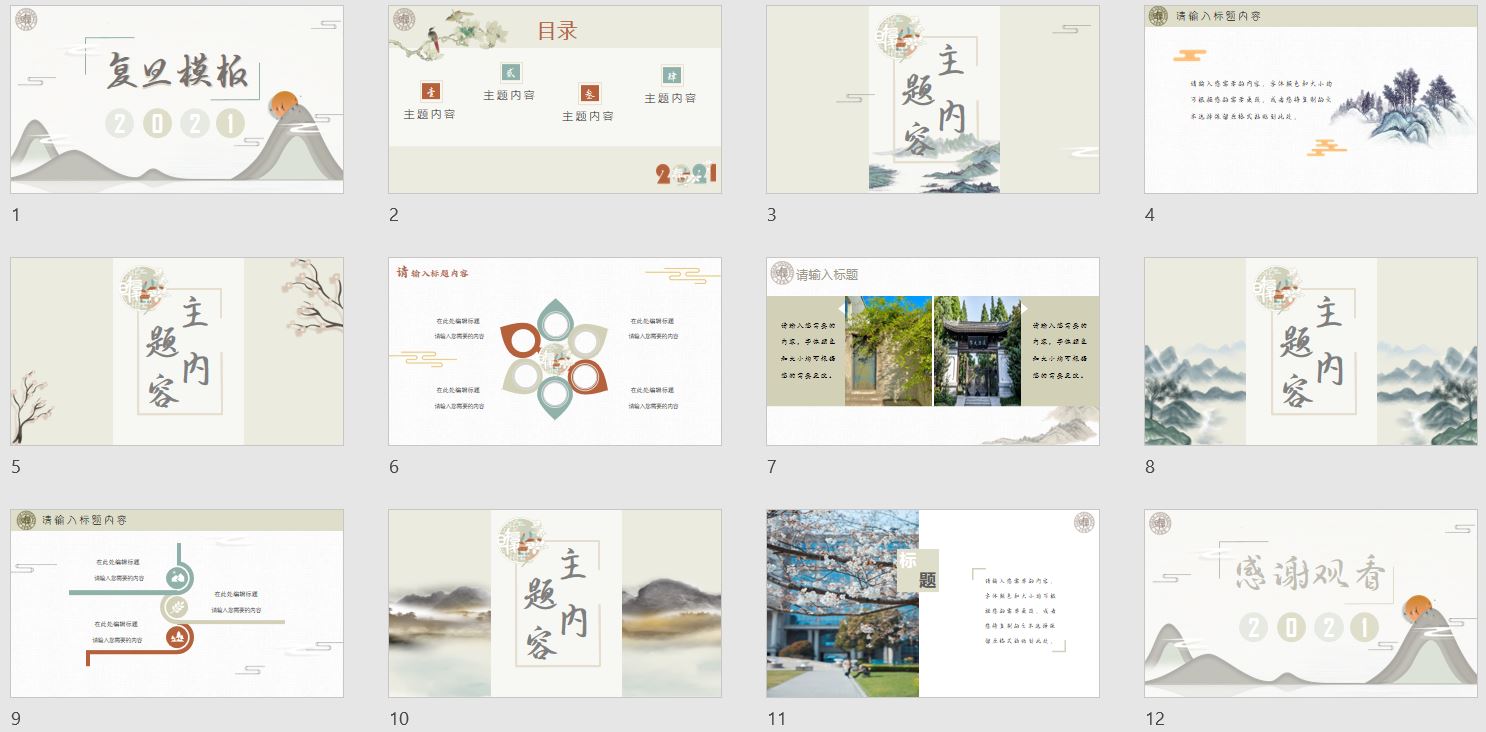 复旦模板
2021
1
目录
壹
主题内容
贰
主题内容
叁
主题内容
肆
主题内容
2021
2
主题内容
3
请输入标题内容
请输入您需要的内容，字体颜色和大小均
可根据您的需要更改，或者您将复制的文
本选择保留源格式粘贴到此处。
4
主题内容
5
请输入标题内容
在此处编辑标题
请输入您需要的内容
在此处编辑标题
请输入您需要的内容
在此处编辑标题
请输入您需要的内容
在此处编辑标题
请输入您需要的内容
6
请输入标题
请输入您需要的
内容，字体颜色
和大小均可根据
您的需要更改。
请输入您需要的
内容，字体颜色
和大小均可根据
您的需要更改。
7
主题内容
8
请输入标题内容
在此处编辑标题
请输入您需要的内容
在此处编辑标题
请输入您需要的内容
在此处编辑标题
请输入您需要的内容
9
主题内容
10
标题
请输入您需要的内容，
字体颜色和大小均可根
据您的需要更改，或者
您将复制的文本选择保
留源格式粘贴到此处。
11
感谢观看
2021
12